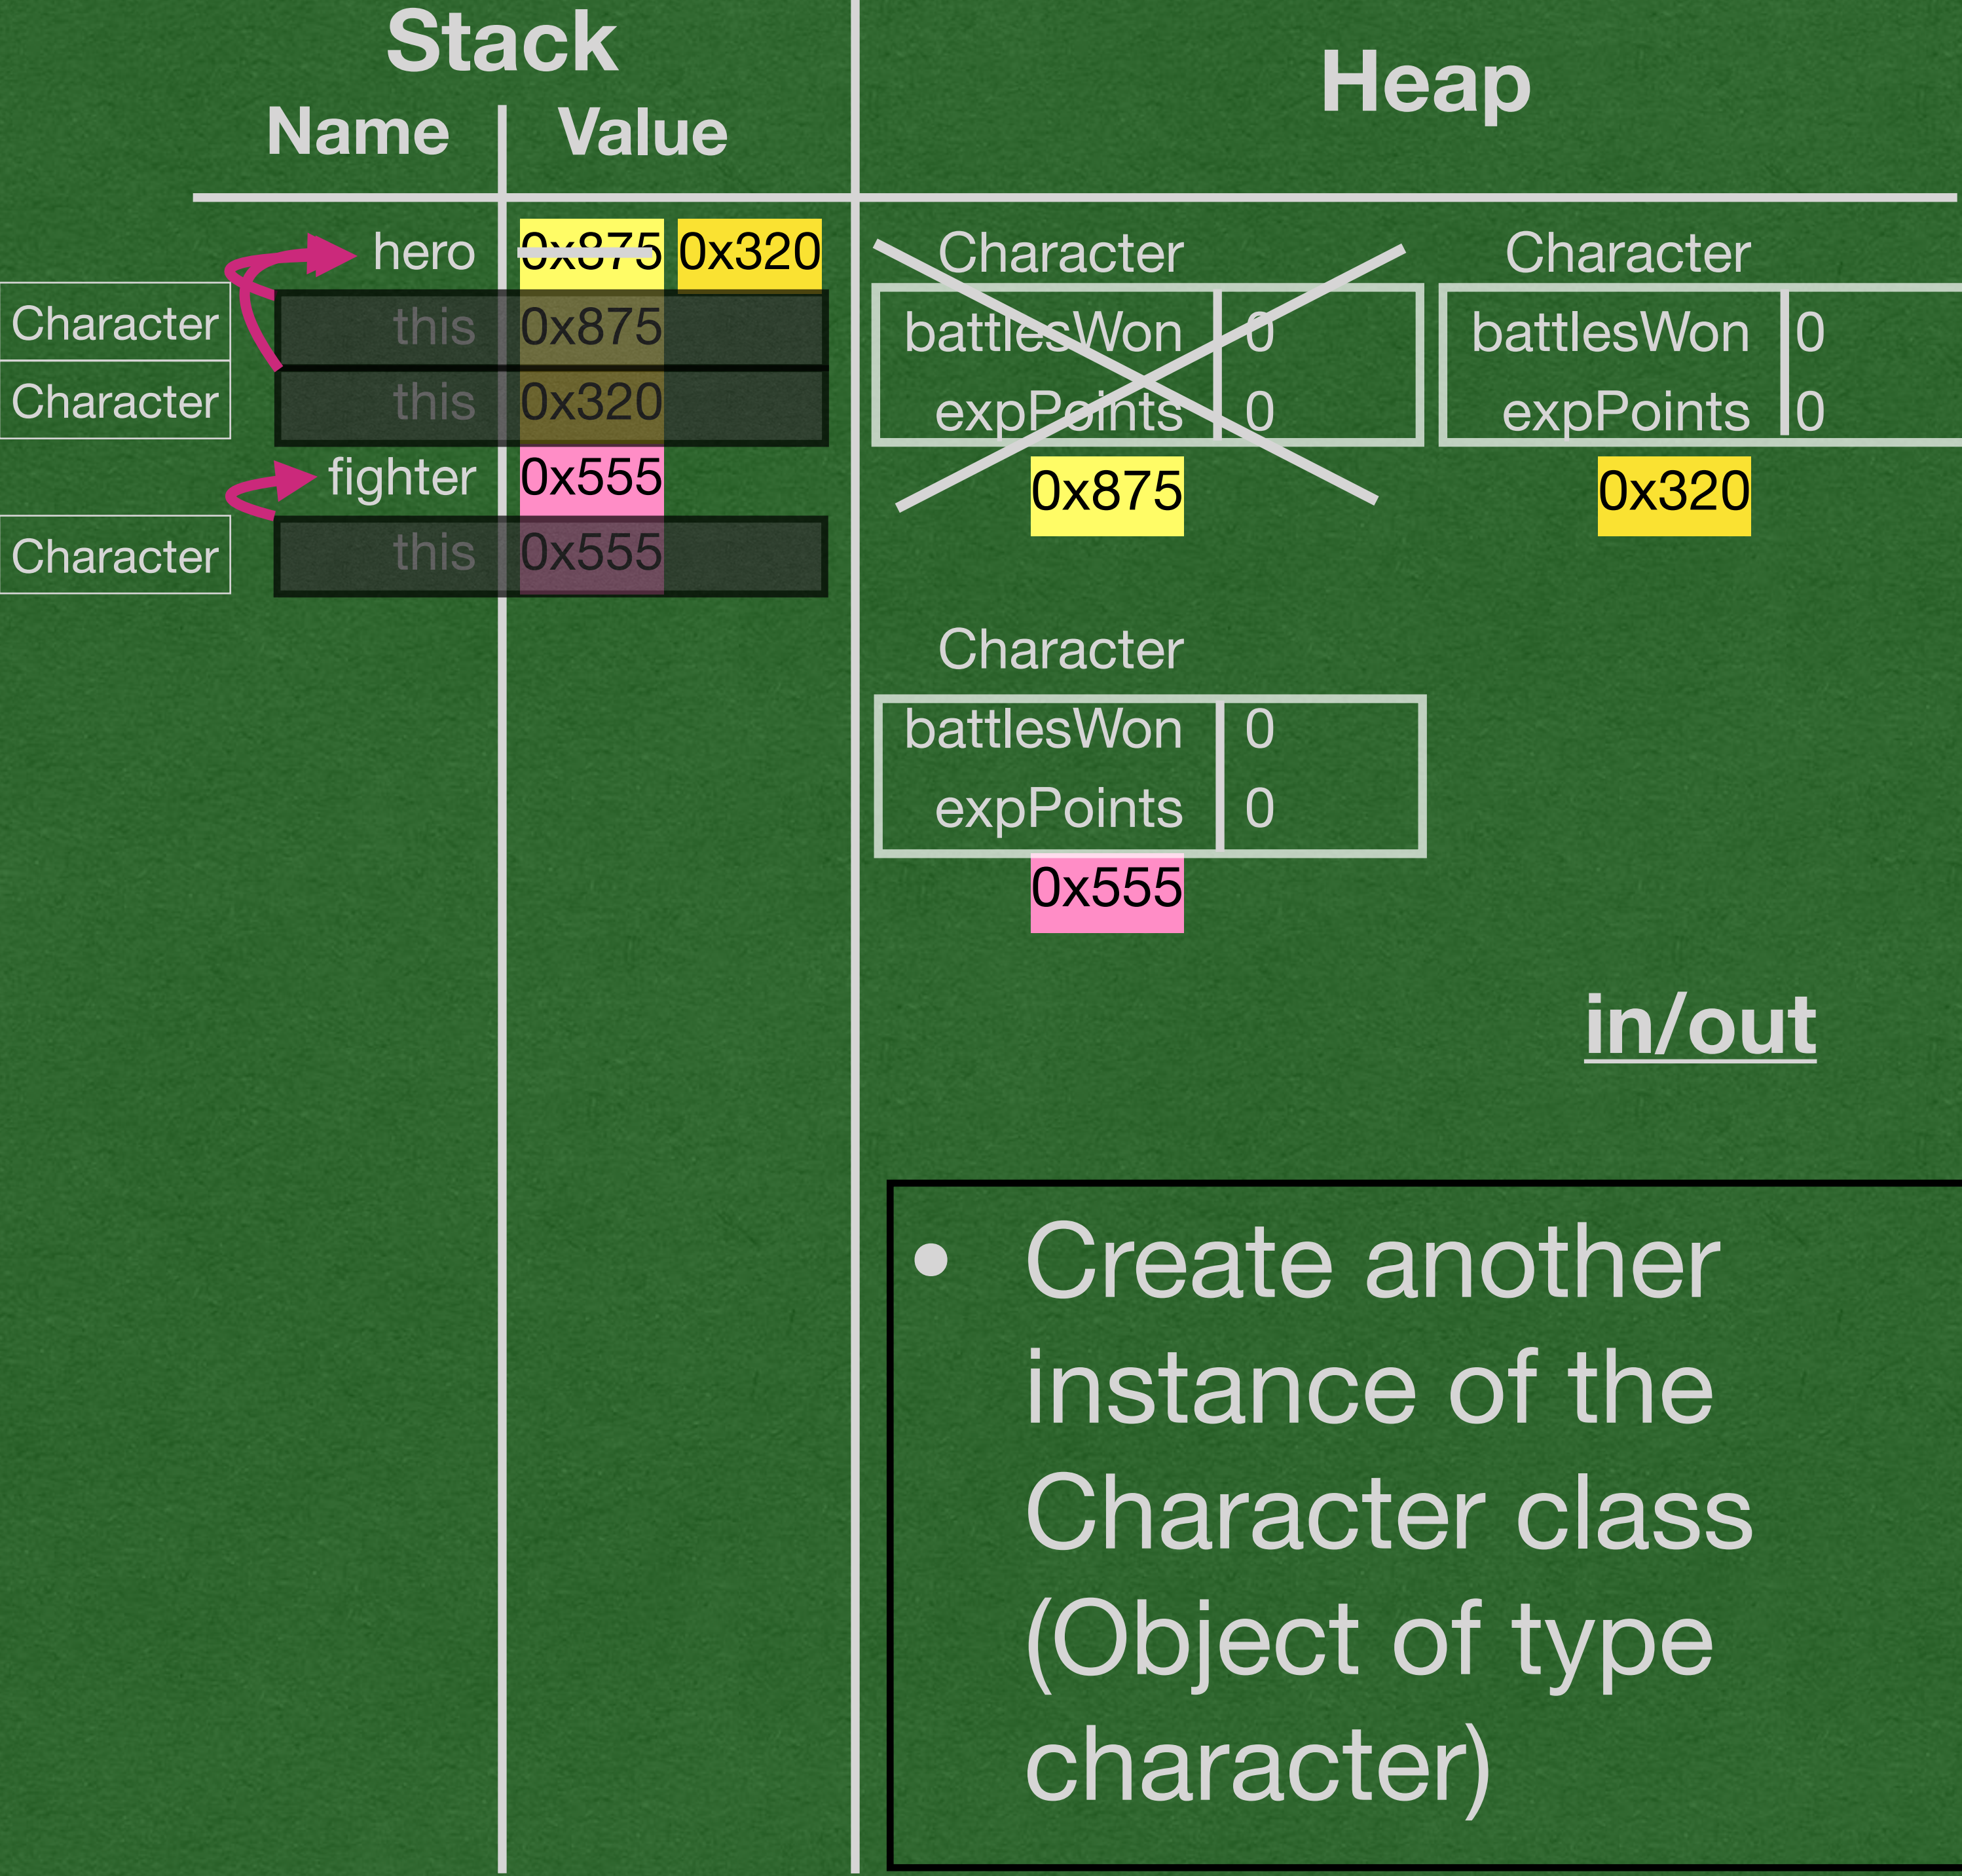 Stack
Heap
Name Value
hero 0x875 0x320
Character this 0x875
Character this 0x320
fighter 0x555
Character this 0x555
Character
battlesWon 0
expPoints 0
0x875
Character
battlesWon 0
expPoints 0
0x320
Character
battlesWon 0
expPoints 0
0x555
in/out
• Create another
instance of the
Character class
(Object of type
character)